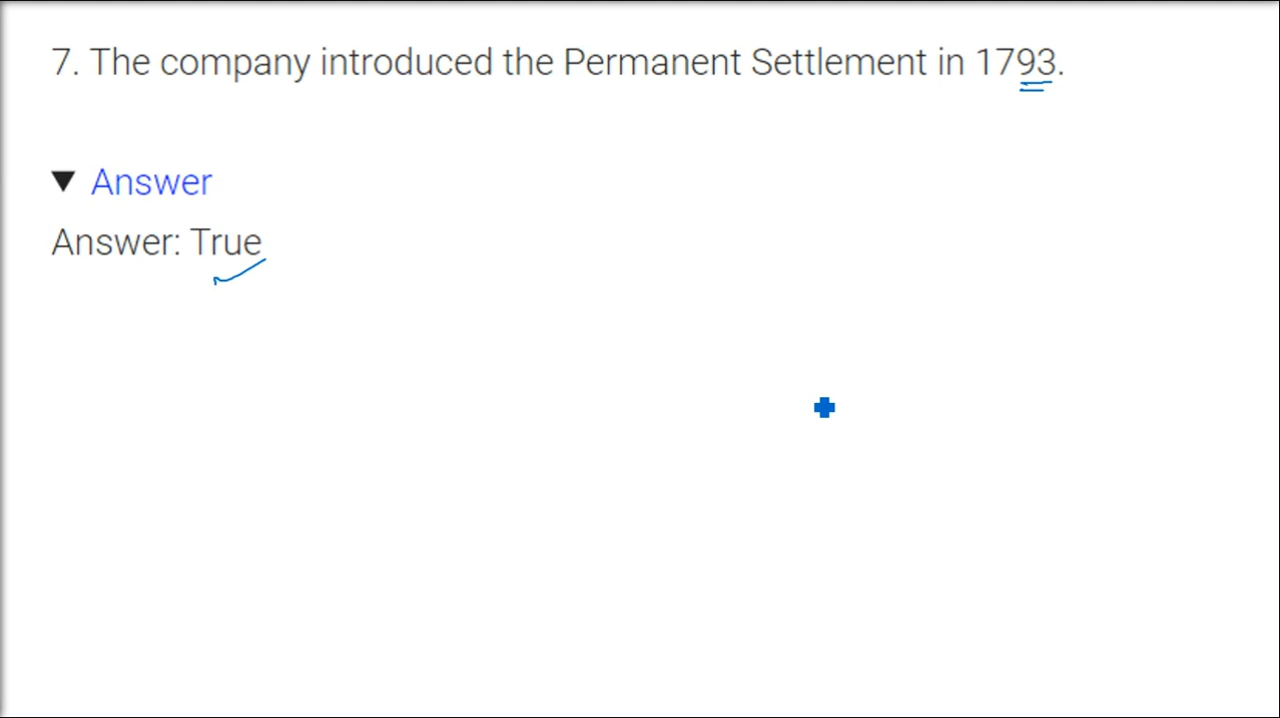 7. The company introduced the Permanent Settlement in 1793.
Answer
Answer: True